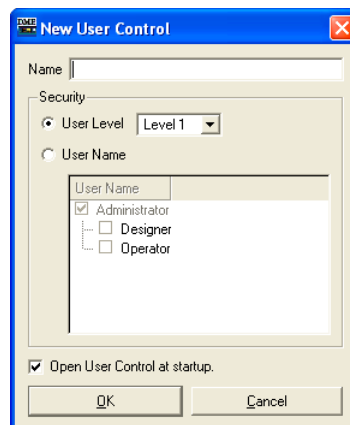 DME
New User Control
Name
Security
User Level Level 1
User Name
User Name
Administrator
Designer
Operator
Open User Control at startup.
OK Cancel